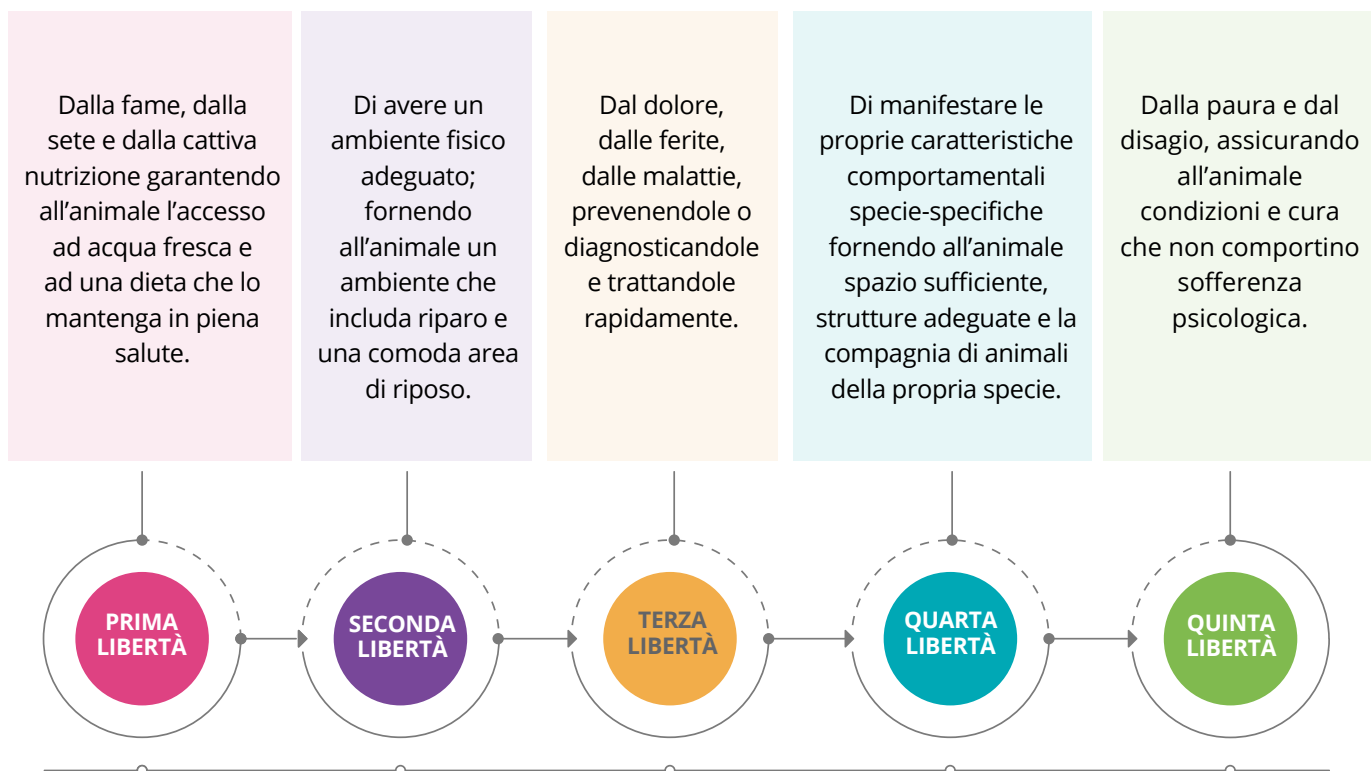 Dalla fame, dalla
sete e dalla cattiva
nutrizione garantendo
all’animale l’accesso
ad acqua fresca e
ad una dieta che lo
mantenga in piena
salute.
Di avere un
ambiente fisico
adeguato;
fornendo
all’animale un
ambiente che
includa riparo e
una comoda area
di riposo.
Dal dolore,
dalle ferite,
dalle malattie,
prevenendole o
diagnosticandole
e trattandole
rapidamente.
Di manifestare le
proprie caratteristiche
comportamentali
specie-specifiche
fornendo all’animale
spazio sufficiente,
strutture adeguate e la
compagnia di animali
della propria specie.
Dalla paura e dal
disagio, assicurando
all’animale
condizioni e cura
che non comportino
sofferenza
psicologica.
PRIMA
LIBERTÀ
SECONDA
LIBERTÀ
TERZA
LIBERTÀ
QUARTA
LIBERTÀ
QUINTA
LIBERTÀ